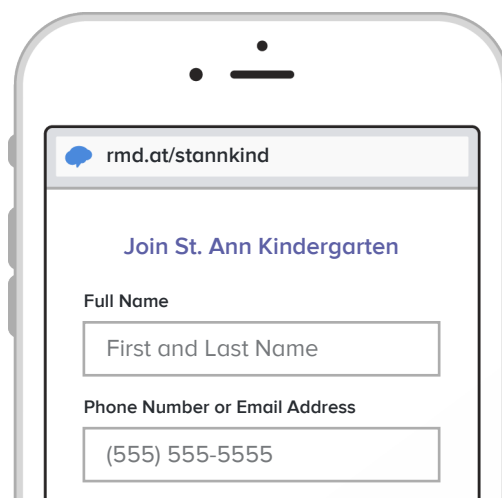 rmd.at/stannkind
Join St. Ann Kindergarten
Full Name
First and Last Name
Phone Number or Email Address
(555) 555-5555